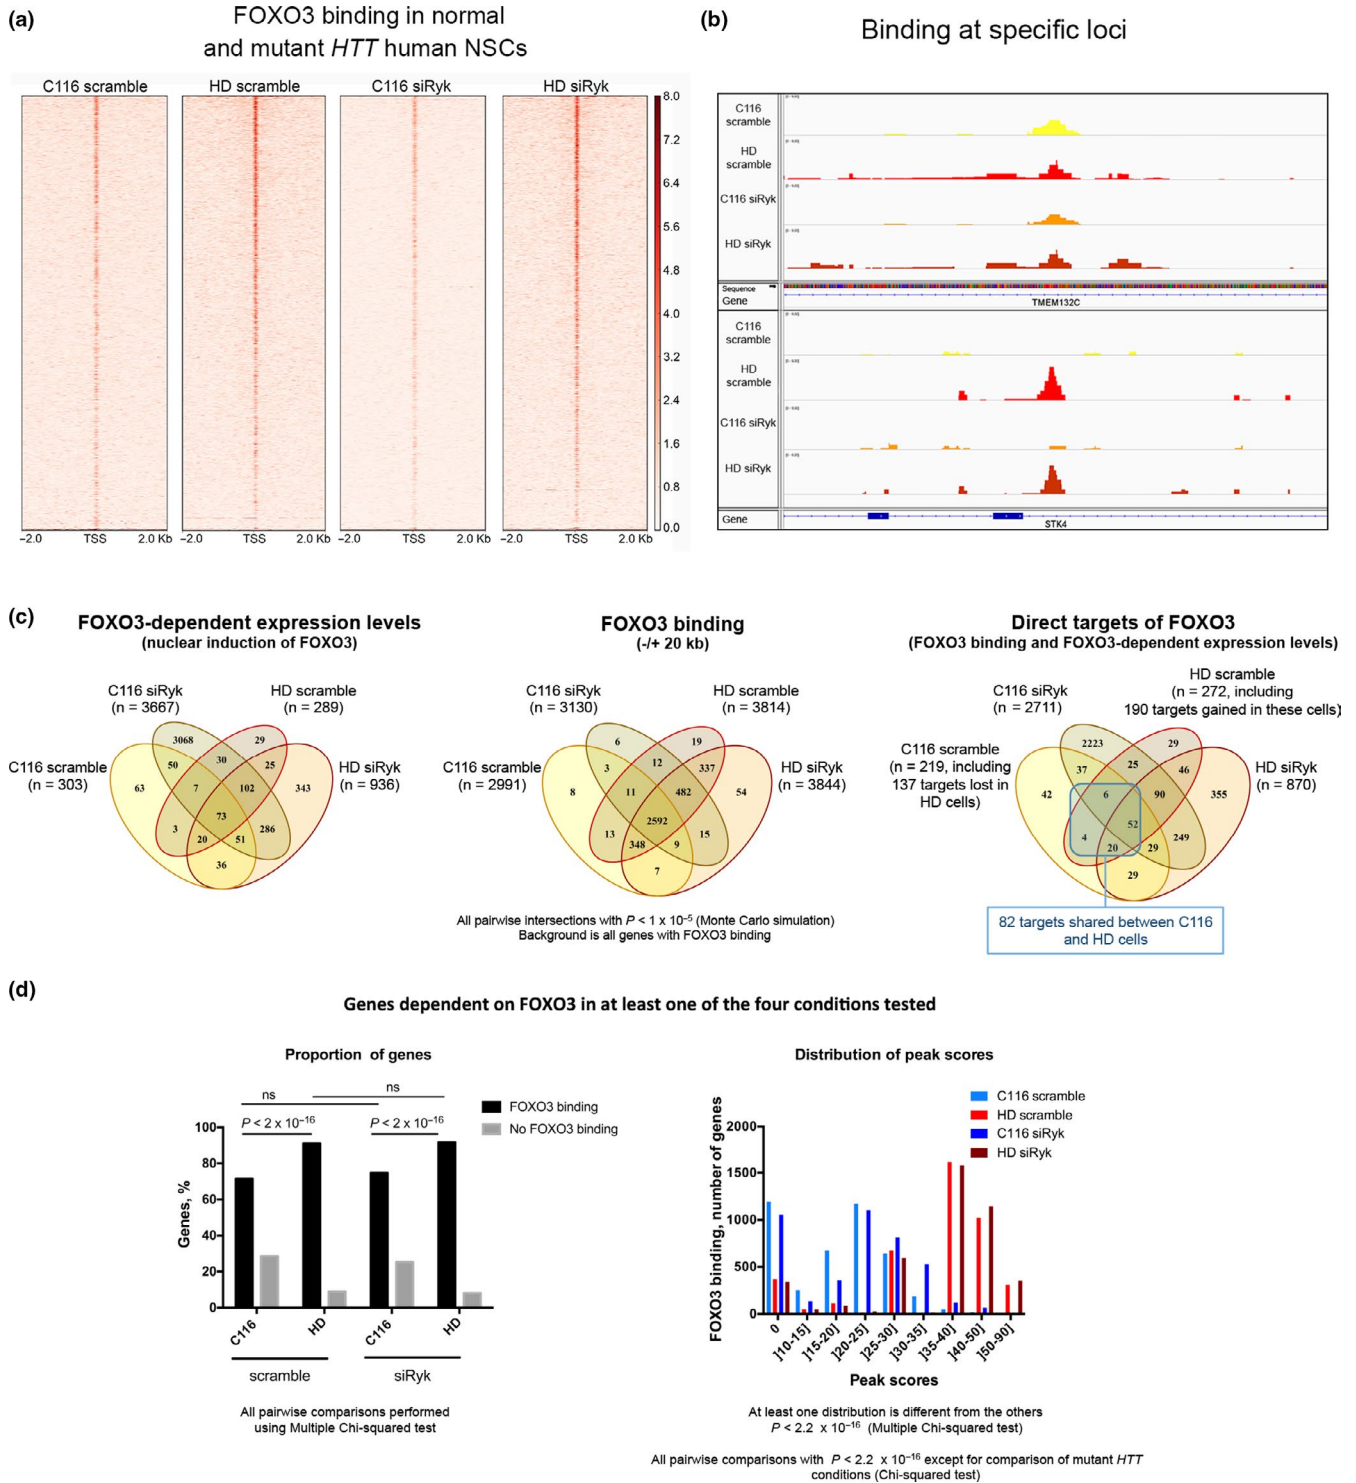 (a)
FOXO3 binding in normal
and mutant HTT human NSCs
C116 scramble
HD scramble
C116 siRyk
HD siRyk
8.0
7.2
6.4
5.6
4.8
4.0
3.2
2.4
1.6
0.8
0.0
−2.0 TSS 2.0 Kb
−2.0 TSS 2.0 Kb
−2.0 TSS 2.0 Kb
−2.0 TSS 2.0 Kb
(b)
Binding at specific loci
C116
scramble
HD
scramble
C116 siRyk
HD siRyk
Sequence
Gene
TMEM132C
C116
scramble
HD
scramble
C116 siRyk
HD siRyk
Gene
STK4
(c)
FOXO3-dependent expression levels
(nuclear induction of FOXO3)
C116 siRyk
(n = 3667)
HD scramble
(n = 289)
C116 scramble
(n = 303)
HD siRyk
(n = 936)
3068
29
50
30
25
63
7
102
343
73
3
20
51
286
36
FOXO3 binding
(-/+ 20 kb)
C116 siRyk
(n = 3130)
HD scramble
(n = 3814)
C116 scramble
(n = 2991)
HD siRyk
(n = 3844)
6
19
3
12
337
8
11
482
54
2592
13
348
9
15
7
All pairwise intersections with P < 1 x 10⁻⁵ (Monte Carlo simulation)
Background is all genes with FOXO3 binding
Direct targets of FOXO3
(FOXO3 binding and FOXO3-dependent expression levels)
C116 siRyk
(n = 2711)
HD scramble
(n = 272, including
190 targets gained in these cells)
C116 scramble
(n = 219, including
137 targets lost in
HD cells)
HD siRyk
(n = 870)
2223
29
37
25
46
42
6
90
355
52
4
20
29
249
29
82 targets shared between C116
and HD cells
(d)
Genes dependent on FOXO3 in at least one of the four conditions tested
Proportion of genes
ns
ns
P < 2 x 10⁻¹⁶
P < 2 x 10⁻¹⁶
FOXO3 binding
No FOXO3 binding
Genes, %
100
80
60
40
20
0
C116
HD
C116
HD
scramble
siRyk
All pairwise comparisons performed
using Multiple Chi-squared test
Distribution of peak scores
C116 scramble
HD scramble
C116 siRyk
HD siRyk
FOXO3 binding, number of genes
2000
1500
1000
500
0
0
]10-15]
]15-20]
]20-25]
]25-30]
]30-35]
]35-40]
]40-50]
]50-90]
Peak scores
At least one distribution is different from the others
P < 2.2 x 10⁻¹⁶ (Multiple Chi-squared test)
All pairwise comparisons with P < 2.2 x 10⁻¹⁶ except for comparison of mutant HTT
conditions (Chi-squared test)